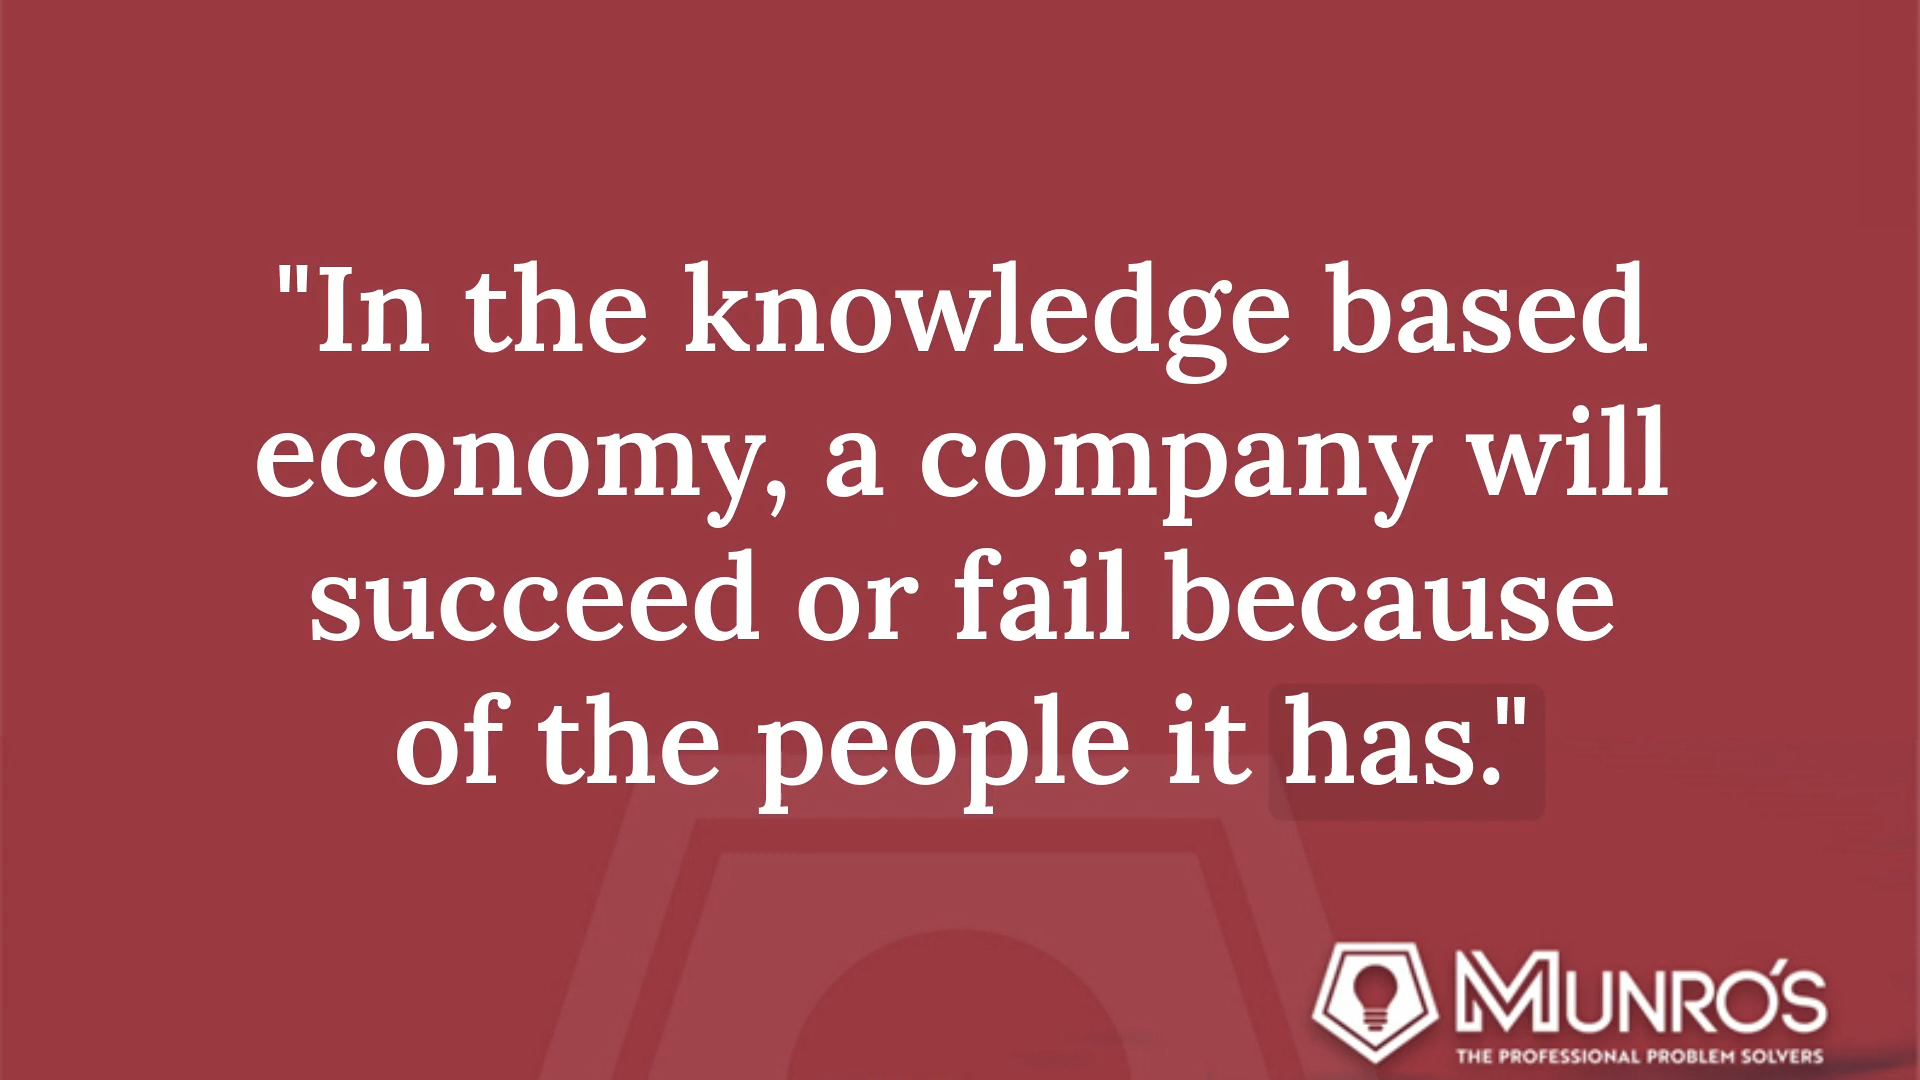 "In the knowledge based
economy, a company will
succeed or fail because
of the people it has."
MUNRO'S
THE PROFESSIONAL PROBLEM SOLVERS